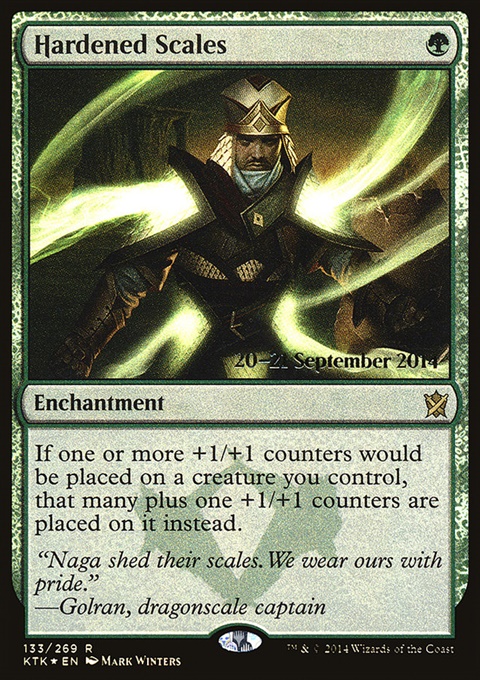 Hardened Scales
20–21 September 2014
Enchantment
If one or more +1/+1 counters would
be placed on a creature you control,
that many plus one +1/+1 counters are
placed on it instead.
“Naga shed their scales. We wear ours with
pride.”
—Golran, dragonscale captain
133/269 R
KTK★EN Mark Winters
™ & © 2014 Wizards of the Coast